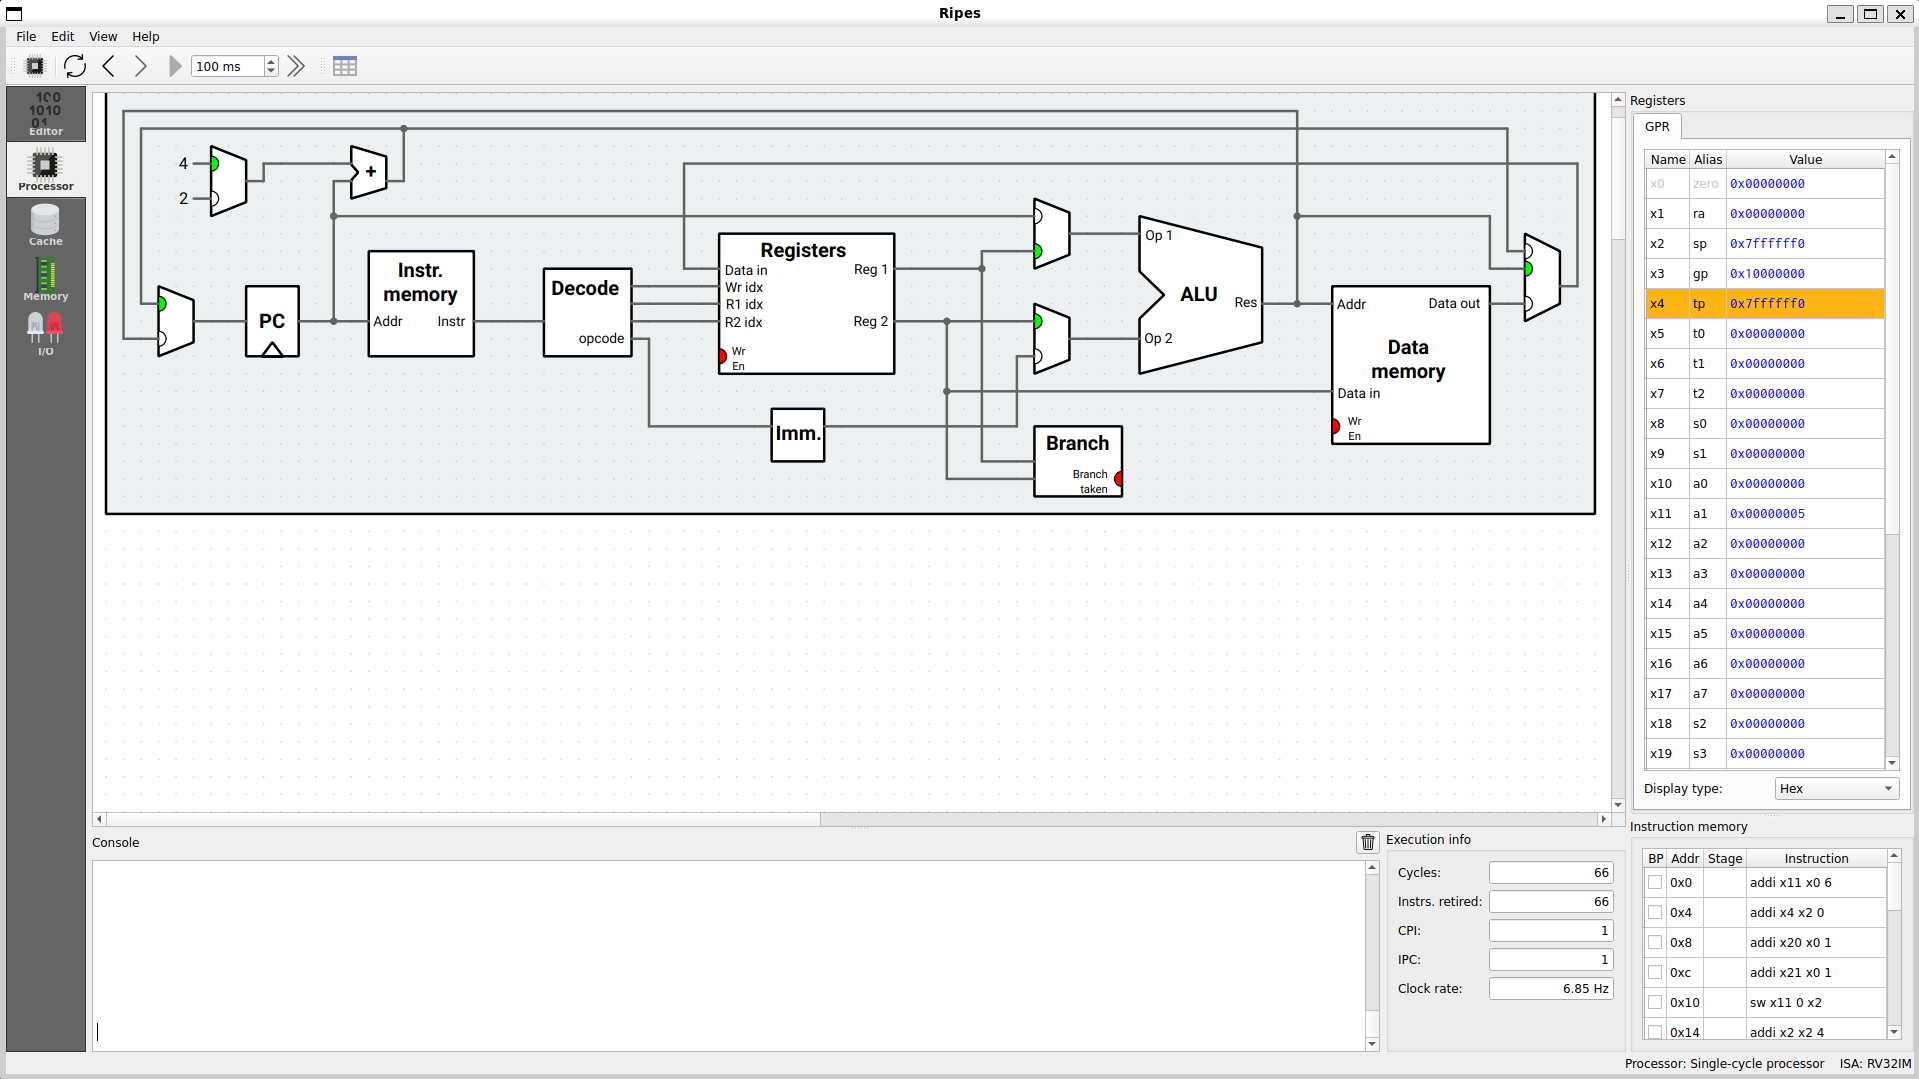 Ripes
File Edit View Help
100 ms
Editor
Processor
Cache
Memory
I/O
4
2
+
PC
Instr.
memory
Addr Instr
Decode
opcode
Registers
Data in Reg 1
Wr idx
R1 idx
R2 idx Reg 2
Wr
En
Imm.
Op 1
ALU
Res
Op 2
Branch
Branch
taken
Addr Data out
Data
memory
Data in
Wr
En
Console
Execution info
Cycles: 66
Instrs. retired: 66
CPI: 1
IPC: 1
Clock rate: 6.85 Hz
Registers
GPR
Name Alias Value
x0 zero 0x00000000
x1 ra 0x00000000
x2 sp 0x7ffffff0
x3 gp 0x10000000
x4 tp 0x7ffffff0
x5 t0 0x00000000
x6 t1 0x00000000
x7 t2 0x00000000
x8 s0 0x00000000
x9 s1 0x00000000
x10 a0 0x00000000
x11 a1 0x00000005
x12 a2 0x00000000
x13 a3 0x00000000
x14 a4 0x00000000
x15 a5 0x00000000
x16 a6 0x00000000
x17 a7 0x00000000
x18 s2 0x00000000
x19 s3 0x00000000
Display type: Hex
Instruction memory
BP Addr Stage Instruction
0x0 addi x11 x0 6
0x4 addi x4 x2 0
0x8 addi x20 x0 1
0xc addi x21 x0 1
0x10 sw x11 0 x2
0x14 addi x2 x2 4
Processor: Single-cycle processor ISA: RV32IM